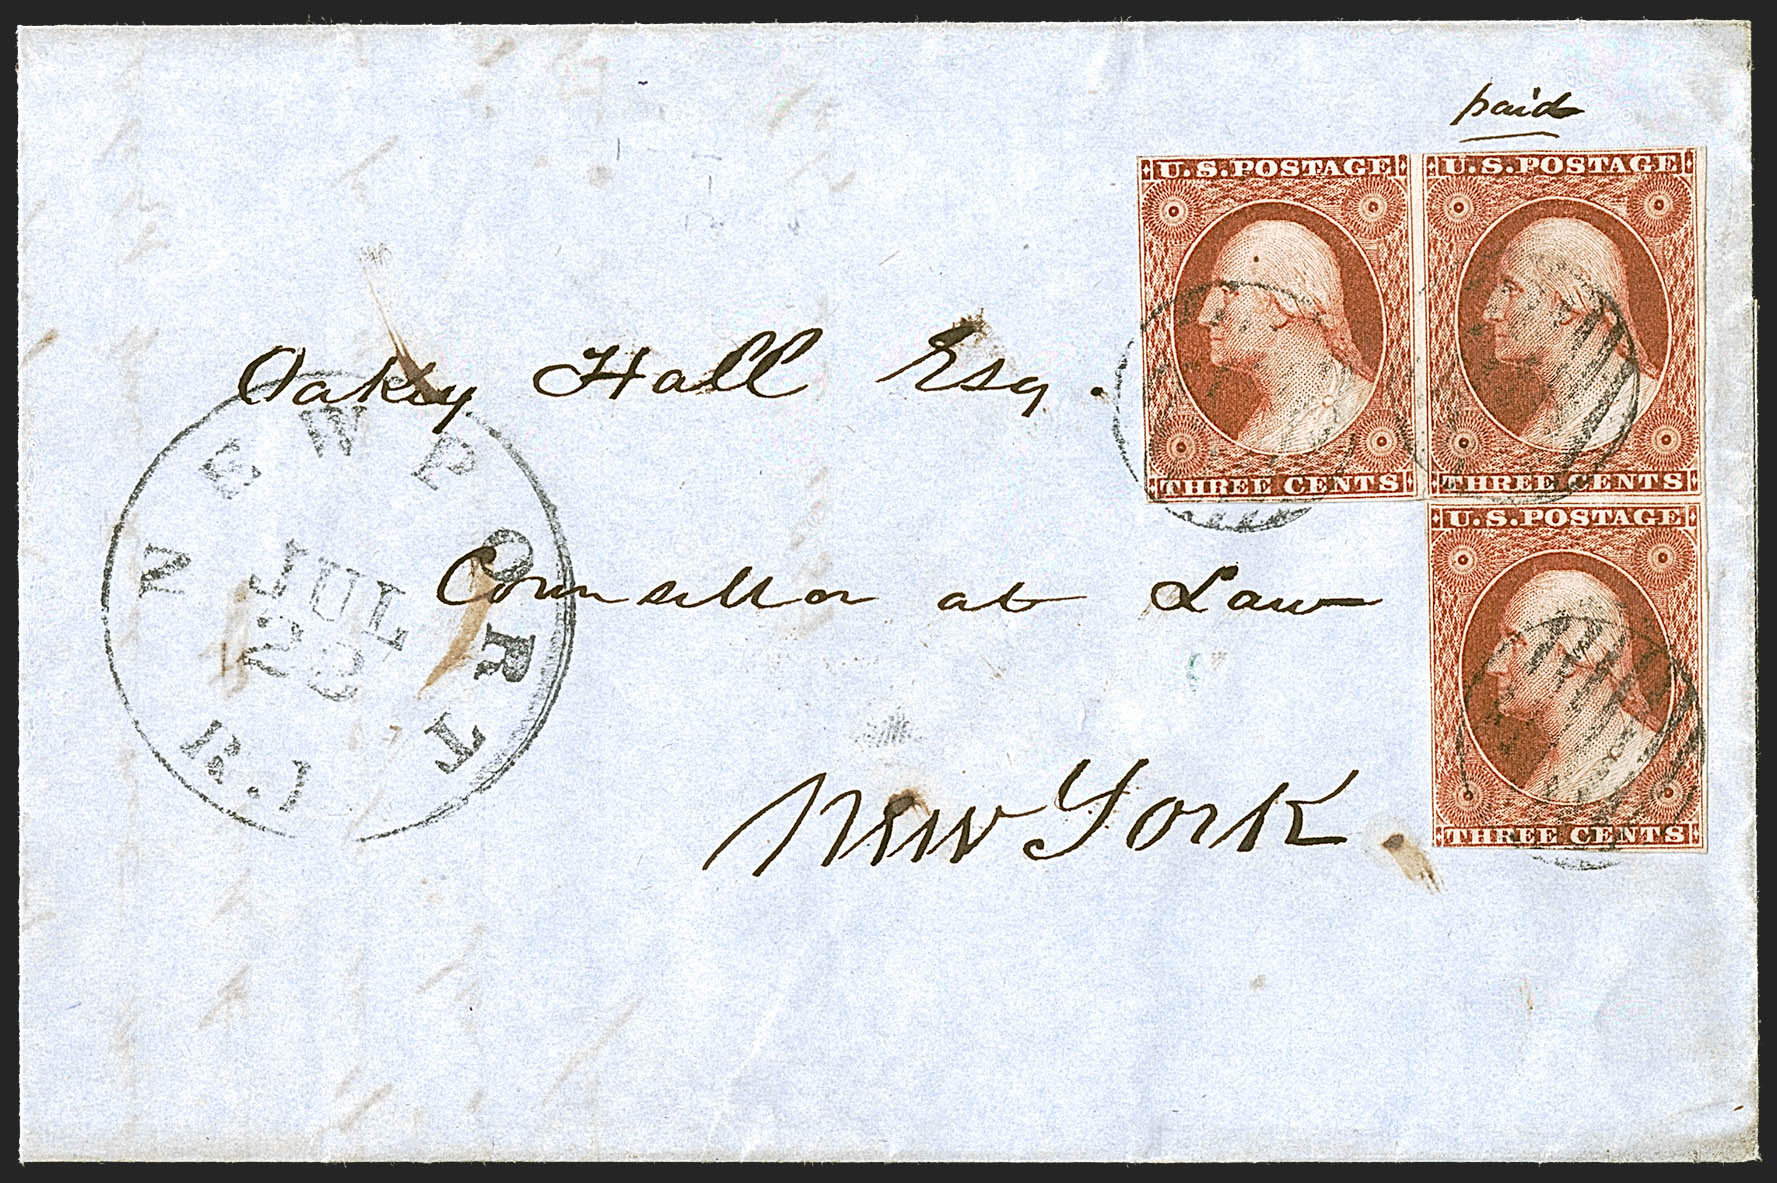 paid
U.S. POSTAGE
U.S. POSTAGE
THREE CENTS
THREE CENTS
U.S. POSTAGE
THREE CENTS
Oakey Hall Esq.
Counsellor at Law
New York.
NEWPORT
JUL
R.I